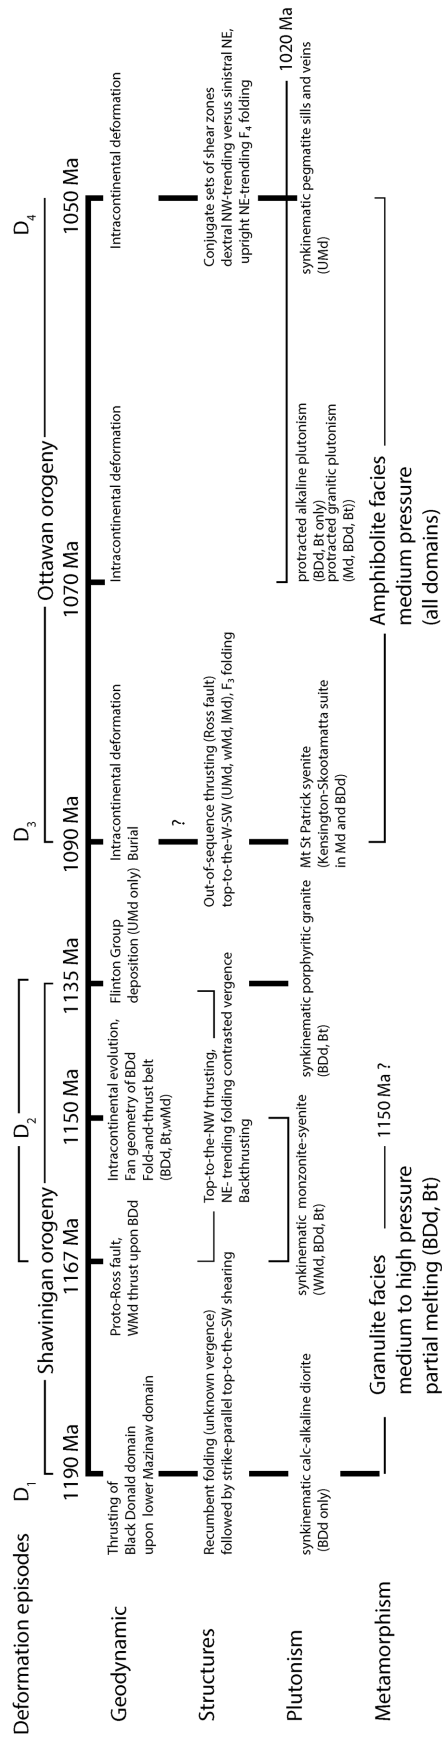 Deformation episodes
D1
D2
D3
D4
Shawinigan orogeny
Ottawan orogeny
1190 Ma
1167 Ma
1150 Ma
1135 Ma
1090 Ma
1070 Ma
1050 Ma
Geodynamic
Thrusting of
Black Donald domain
upon lower Mazinaw domain
Proto-Ross fault,
WMd thrust upon BDd
Intracontinental evolution,
Fan geometry of BDd
Fold-and-thrust belt
(BDd, Bt,wMd)
Flinton Group
deposition (UMd only)
Intracontinental deformation
Burial
Intracontinental deformation
Intracontinental deformation
Structures
Recumbent folding (unknown vergence)
followed by strike-parallel top-to-the-SW shearing
Top-to-the-NW thrusting,
NE- trending folding contrasted vergence
Backthrusting
?
Out-of-sequence thrusting (Ross fault)
top-to-the-W-SW (UMd, wMd, lMd), F3 folding
Conjugate sets of shear zones
dextral NW-trending versus sinistral NE,
upright NE-trending F4 folding
Plutonism
synkinematic calc-alkaline diorite
(BDd only)
synkinematic monzonite-syenite
(WMd, BDd, Bt)
synkinematic porphyritic granite
(BDd, Bt)
Mt St Patrick syenite
(Kensington-Skootamatta suite
in Md and BDd)
protracted alkaline plutonism
(BDd, Bt only)
protracted granitic plutonism
(Md, BDd, Bt))
1020 Ma
synkinematic pegmatite sills and veins
(UMd)
Metamorphism
Granulite facies
medium to high pressure
partial melting (BDd, Bt)
1150 Ma ?
Amphibolite facies
medium pressure
(all domains)